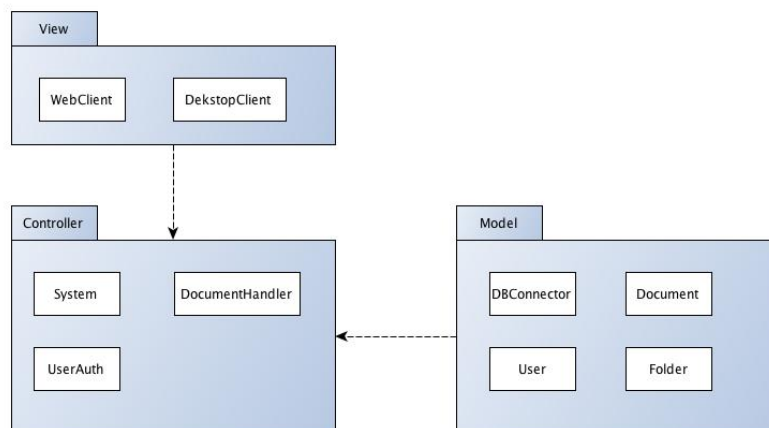 View
WebClient
DekstopClient
Controller
Model
System
DocumentHandler
DBConnector
Document
UserAuth
User
Folder